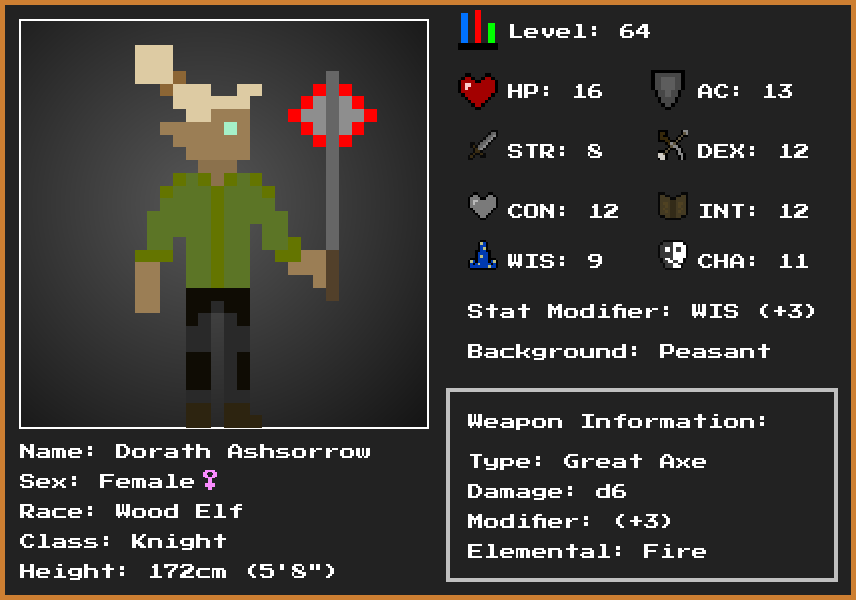 Level: 64
HP: 16
AC: 13
STR: 8
DEX: 12
CON: 12
INT: 12
WIS: 9
CHA: 11
Stat Modifier: WIS (+3)
Background: Peasant
Weapon Information:
Type: Great Axe
Damage: d6
Modifier: (+3)
Elemental: Fire
Name: Dorath Ashsorrow
Sex: Female♀
Race: Wood Elf
Class: Knight
Height: 172cm (5'8")